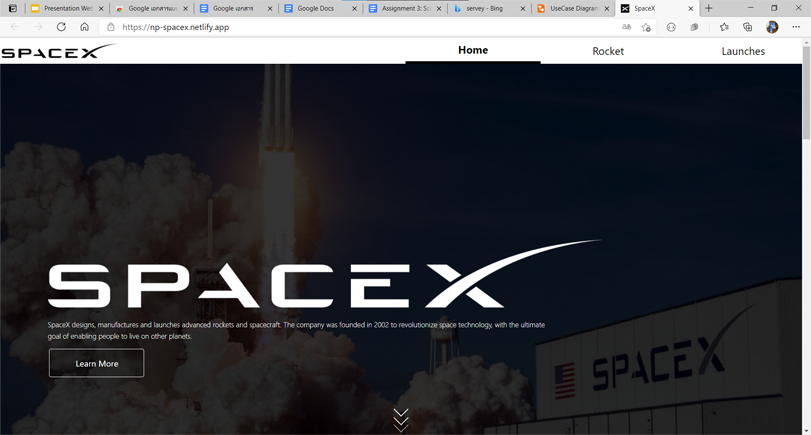 Presentation Web
Google เอกสารแบบ
Google เอกสาร
Google Docs
Assignment 3: Sc
servey - Bing
UseCase Diagram
SpaceX
https://np-spacex.netlify.app
SPACEX
Home
Rocket
Launches
SPACEX
SpaceX designs, manufactures and launches advanced rockets and spacecraft. The company was founded in 2002 to revolutionize space technology, with the ultimate
goal of enabling people to live on other planets.
Learn More
SPACEX